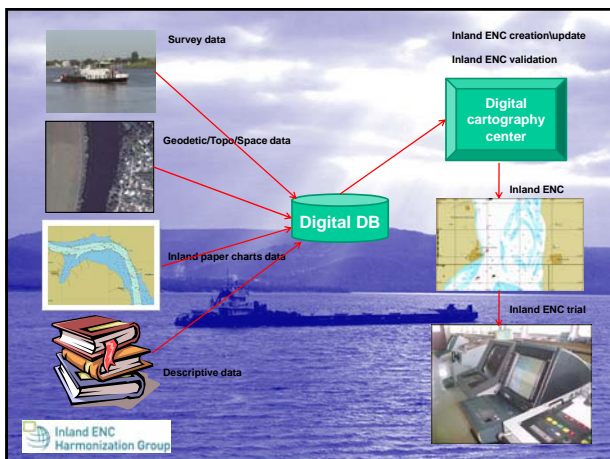 Survey data
Inland ENC creation\update
Inland ENC validation
Digital
cartography
center
Geodetic/Topo/Space data
Inland ENC
Digital DB
Inland paper charts data
Inland ENC trial
Descriptive data
Inland ENC
Harmonization Group